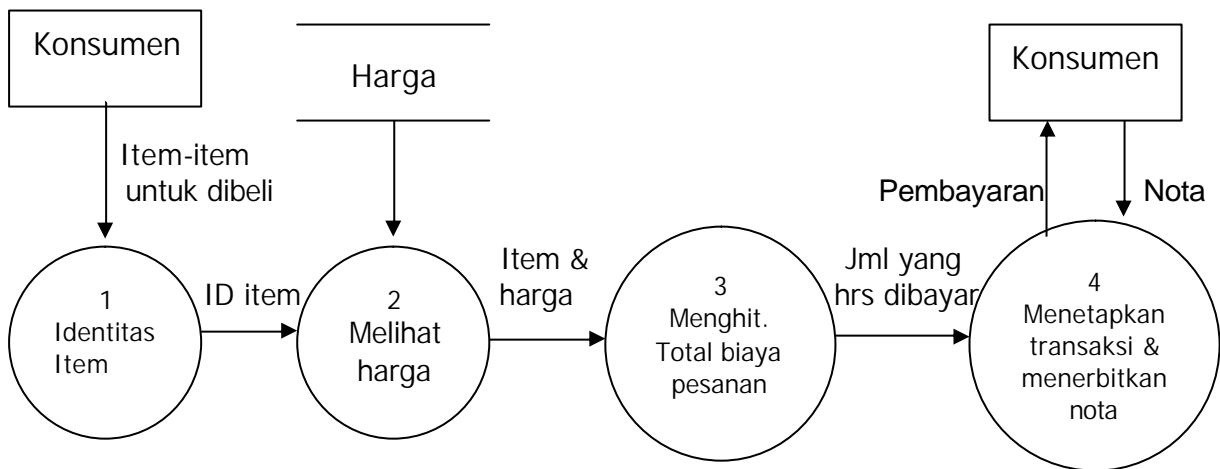 Konsumen
Harga
Konsumen
Item-item
untuk dibeli
Pembayaran
Nota
1
Identitas
Item
ID item
2
Melihat
harga
Item &
harga
3
Menghit.
Total biaya
pesanan
Jml yang
hrs dibayar
4
Menetapkan
transaksi &
menerbitkan
nota